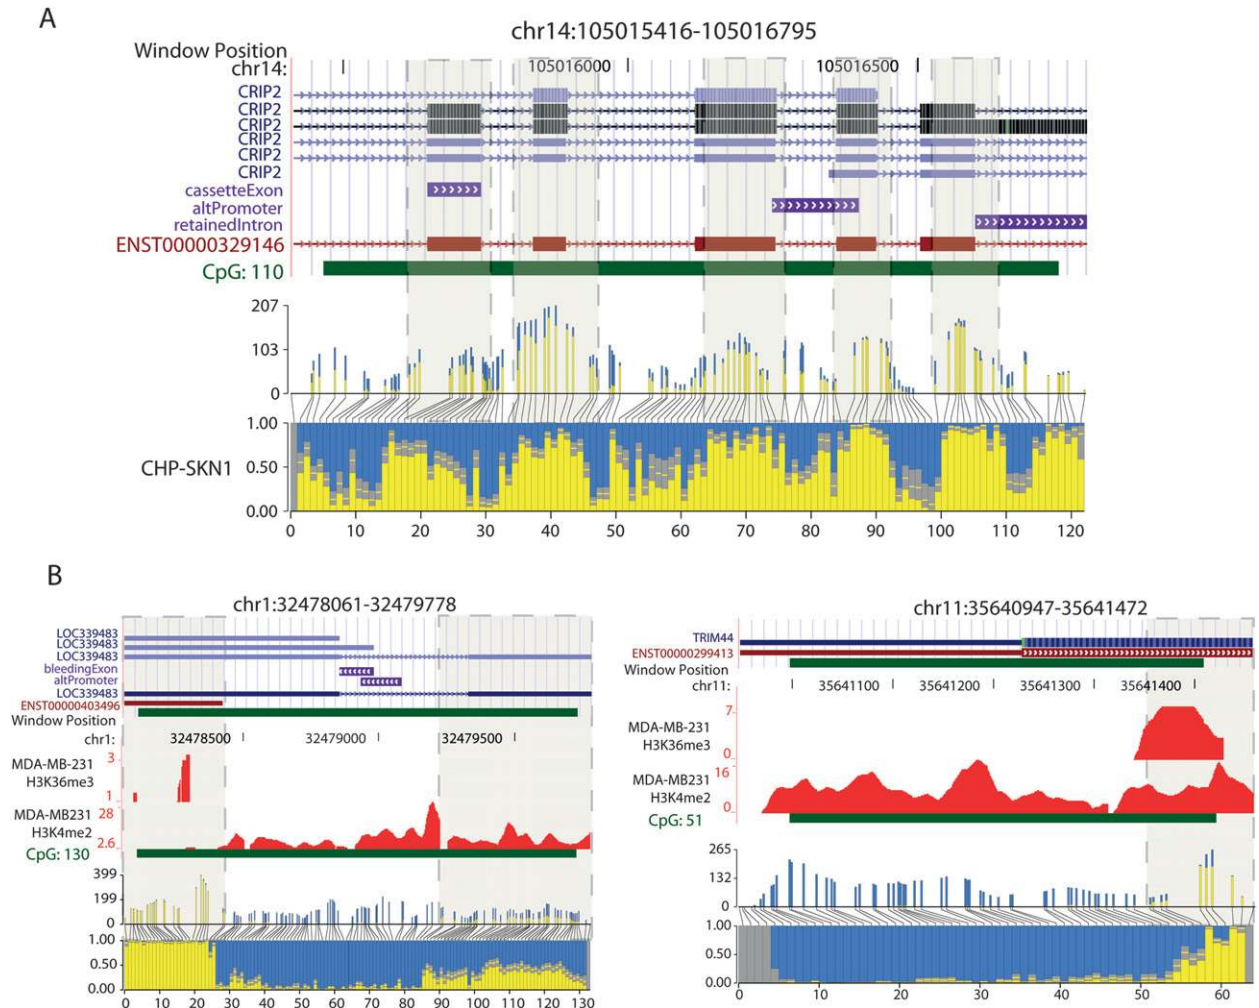 A
chr14:105015416-105016795
Window Position
chr14: 105016000 105016500
CRIP2
CRIP2
CRIP2
CRIP2
CRIP2
CRIP2
cassetteExon
altPromoter
retainedIntron
ENST00000329146
CpG: 110
207
103
0
1.00
0.50
0.00
CHP-SKN1
0 10 20 30 40 50 60 70 80 90 100 110 120
B
chr1:32478061-32479778
LOC339483
LOC339483
LOC339483
bleedingExon
altPromoter
LOC339483
ENST00000403496
Window Position
chr1: 32478500 32479000 32479500
3
MDA-MB-231
H3K36me3
1
28
MDA-MB231
H3K4me2
2.6
CpG: 130
399
199
0
1.00
0.50
0.00
0 10 20 30 40 50 60 70 80 90 100 110 120 130
chr11:35640947-35641472
TRIM44
ENST00000299413
Window Position
chr11: 35641100 35641200 35641300 35641400
7
MDA-MB-231
H3K36me3
0
16
MDA-MB231
H3K4me2
0
CpG: 51
265
132
0
1.00
0.50
0.00
0 10 20 30 40 50 60